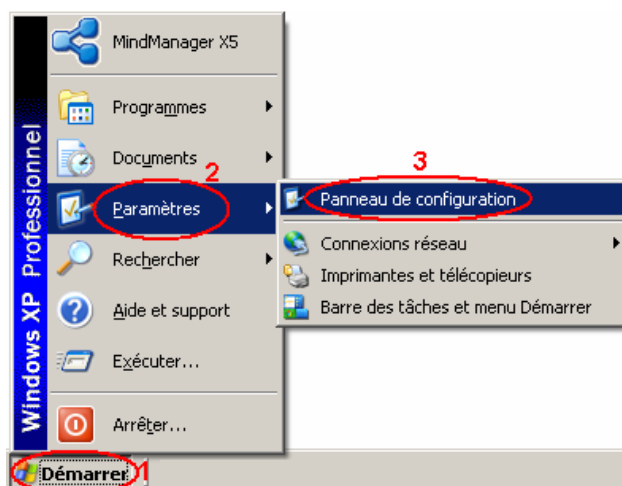 MindManager X5
Programmes
Documents
2
Paramètres
Rechercher
Aide et support
Exécuter...
Arrêter...
Windows XP Professionnel
3
Panneau de configuration
Connexions réseau
Imprimantes et télécopieurs
Barre des tâches et menu Démarrer
Démarrer 1